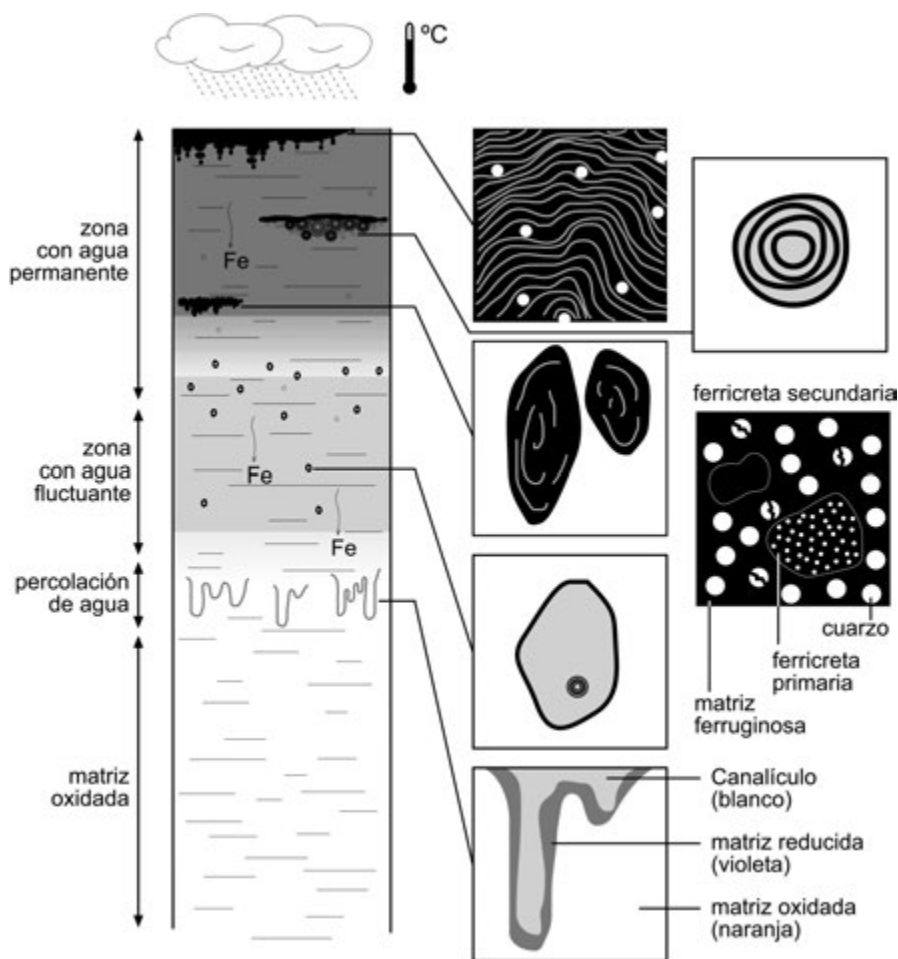 ºC
zona
con agua
permanente
Fe
zona
con agua
fluctuante
Fe
Fe
percolación
de agua
matriz
oxidada
ferricreta secundaria
cuarzo
ferricreta
primaria
matriz
ferruginosa
Canalículo
(blanco)
matriz reducida
(violeta)
matriz oxidada
(naranja)